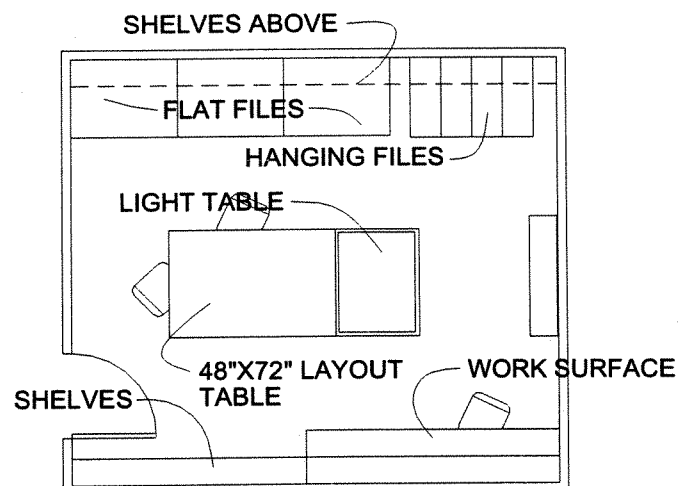 SHELVES ABOVE
FLAT FILES
HANGING FILES
LIGHT TABLE
48"X72" LAYOUT
TABLE
WORK SURFACE
SHELVES